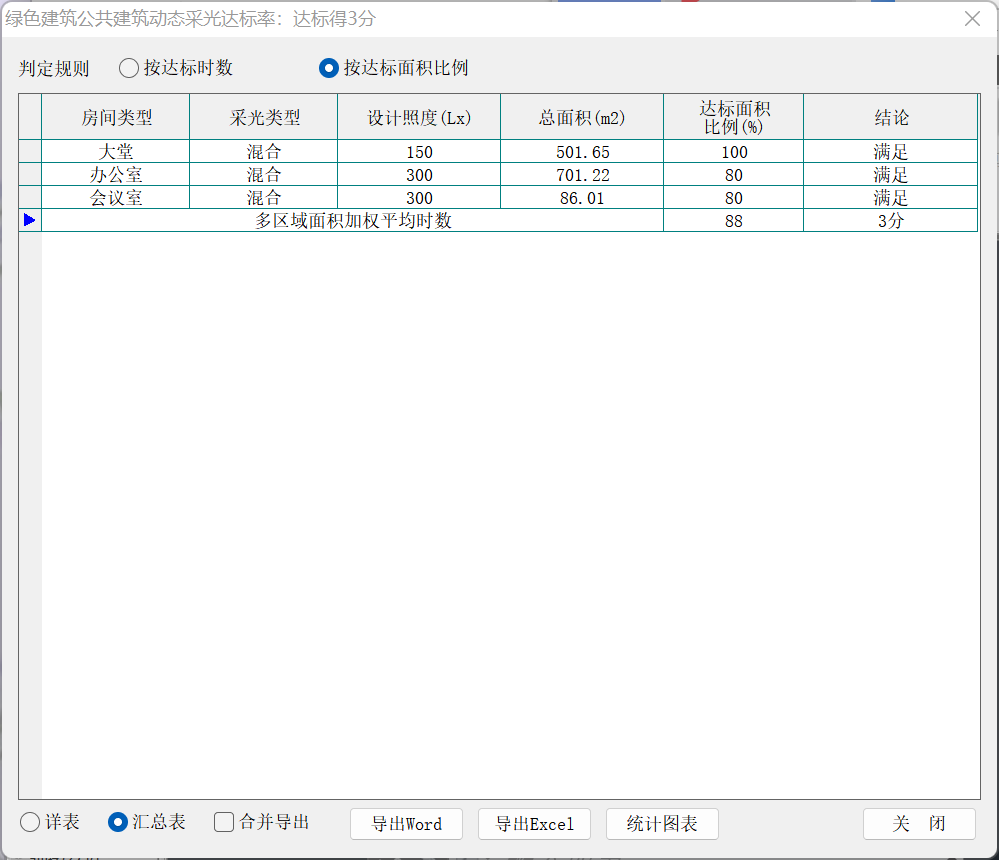 绿色建筑公共建筑动态采光达标率：达标得3分
判定规则 按达标时数 按达标面积比例
房间类型 采光类型 设计照度(Lx) 总面积(m2) 达标面积比例(%) 结论
大堂 混合 150 501.65 100 满足
办公室 混合 300 701.22 80 满足
会议室 混合 300 86.01 80 满足
多区域面积加权平均时数 88 3分
详表 汇总表 合并导出 导出Word 导出Excel 统计图表 关 闭